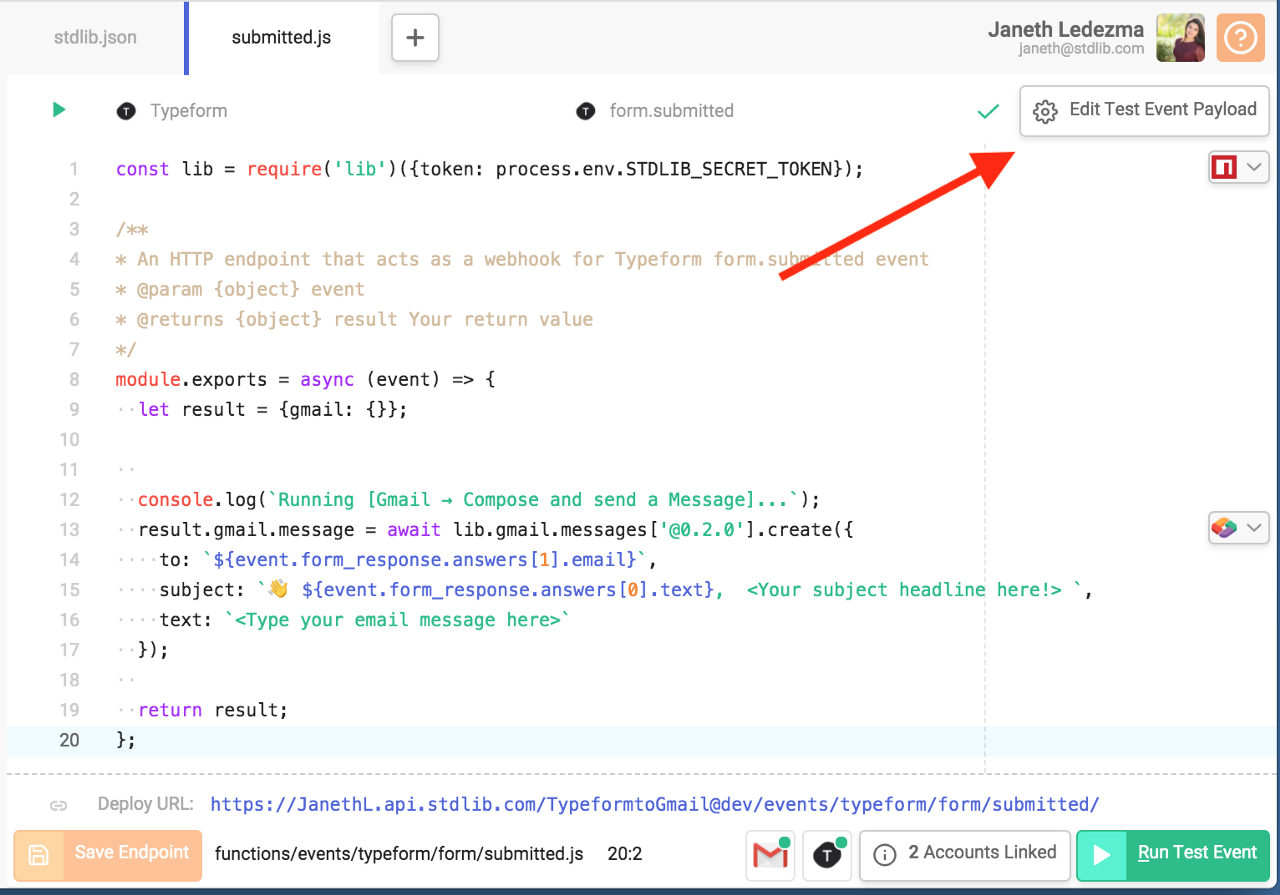 stdlib.json
submitted.js
+
Janeth Ledezma
janeth@stdlib.com
?
T Typeform
T form.submitted
Edit Test Event Payload
1 const lib = require('lib')({token: process.env.STDLIB_SECRET_TOKEN});
n
2
3 /**
4 * An HTTP endpoint that acts as a webhook for Typeform form.submitted event
5 * @param {object} event
6 * @returns {object} result Your return value
7 */
8 module.exports = async (event) => {
9 ··let result = {gmail: {}};
10
11 ··
12 ··console.log(`Running [Gmail → Compose and send a Message]...`);
13 ··result.gmail.message = await lib.gmail.messages['@0.2.0'].create({
14 ····to: `${event.form_response.answers[1].email}`,
15 ····subject: `👋 ${event.form_response.answers[0].text},  <Your subject headline here!> `,
16 ····text: `<Type your email message here>`
17 ··});
18 ··
19 ··return result;
20 };
Deploy URL: https://JanethL.api.stdlib.com/TypeformtoGmail@dev/events/typeform/form/submitted/
Save Endpoint
functions/events/typeform/form/submitted.js 20:2
T
2 Accounts Linked
Run Test Event